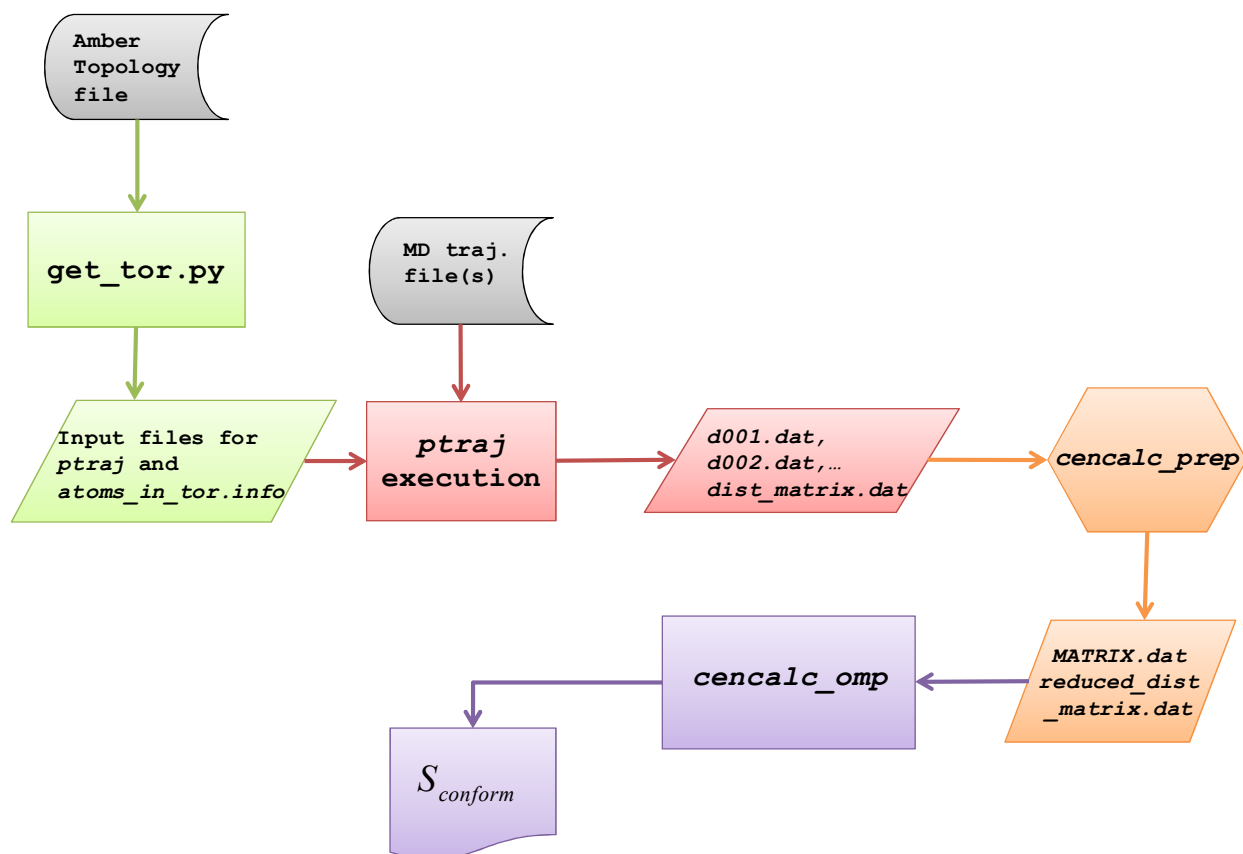 Amber
Topology
file
get_tor.py
MD traj.
file(s)
Input files for
ptraj and
atoms_in_tor.info
ptraj
execution
d001.dat,
d002.dat,…
dist_matrix.dat
cencalc_prep
MATRIX.dat
reduced_dist
_matrix.dat
cencalc_omp
S_conform